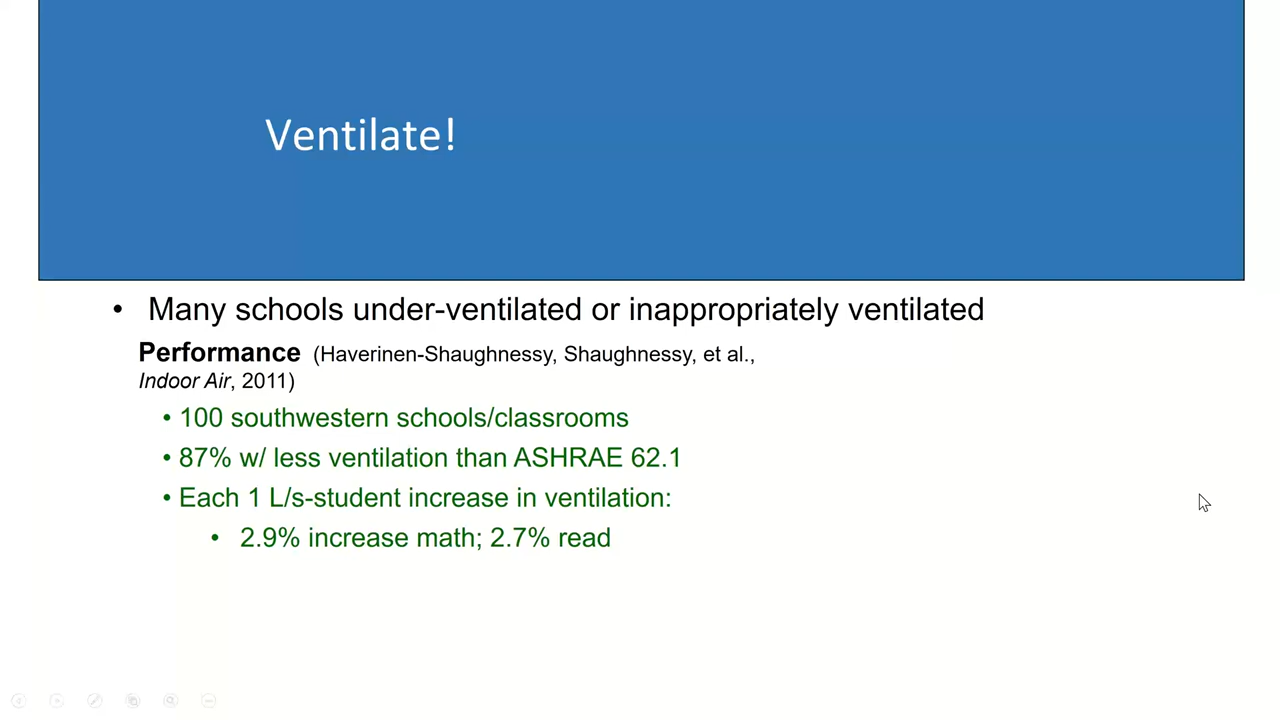 Ventilate!
• Many schools under-ventilated or inappropriately ventilated
Performance (Haverinen-Shaughnessy, Shaughnessy, et al.,
Indoor Air, 2011)
• 100 southwestern schools/classrooms
• 87% w/ less ventilation than ASHRAE 62.1
• Each 1 L/s-student increase in ventilation:
• 2.9% increase math; 2.7% read